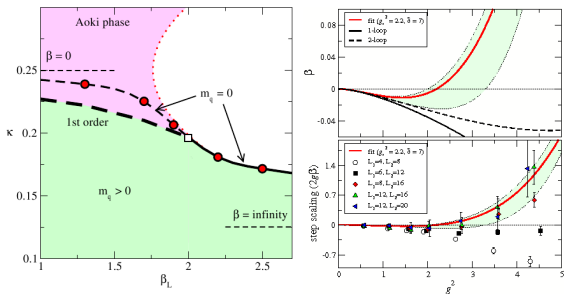 Aoki phase
β = 0
m_q = 0
1st order
m_q > 0
β = infinity
0.25
0.2
0.15
0.1
κ
1
1.5
2
2.5
β_L
0.08
0.04
0
-0.04
β
fit (g_*^2 = 2.2, δ = 7)
1-loop
2-loop
fit (g_*^2 = 2.2, δ = 7)
L_1=4, L_2=8
L_1=6, L_2=12
L_1=8, L_2=16
L_1=12, L_2=16
L_1=12, L_2=20
0.7
0
-0.7
step scaling (2gβ)
0
1
2
3
4
5
g^2